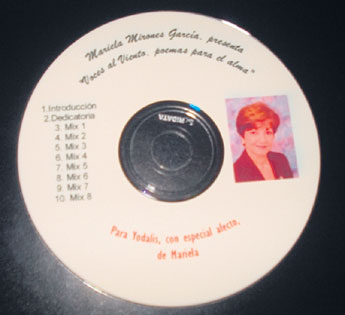 Mariela Mirones García, presenta
"Voces al Viento, poemas para el alma"
1.Introducción
2.Dedicatoria
3. Mix 1
4. Mix 2
5. Mix 3
6. Mix 4
7. Mix 5
8. Mix 6
9. Mix 7
10. Mix 8
Para Yodalis, con especial afecto,
de Mariela